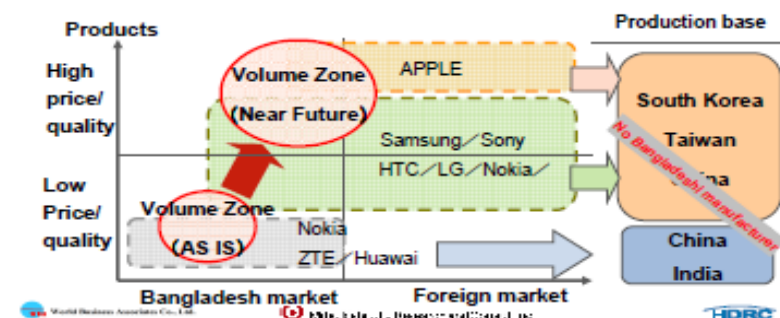 Products
Production base
High
price/
quality
Volume Zone
(Near Future)
APPLE
Samsung/Sony
HTC/LG/Nokia/
Low
Price/
quality
Volume Zone
(AS IS)
Nokia
ZTE/Huawai
South Korea
Taiwan
China
No Bangladeshi manufacturer
China
India
Bangladesh market
Foreign market
World Business Associates Co., Ltd.
HDRC